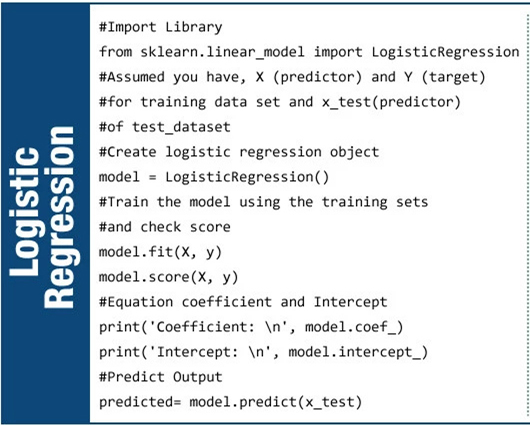 Logistic
Regression
#Import Library
from sklearn.linear_model import LogisticRegression
#Assumed you have, X (predictor) and Y (target)
#for training data set and x_test(predictor)
#of test_dataset
#Create logistic regression object
model = LogisticRegression()
#Train the model using the training sets
#and check score
model.fit(X, y)
model.score(X, y)
#Equation coefficient and Intercept
print('Coefficient: \n', model.coef_)
print('Intercept: \n', model.intercept_)
#Predict Output
predicted= model.predict(x_test)